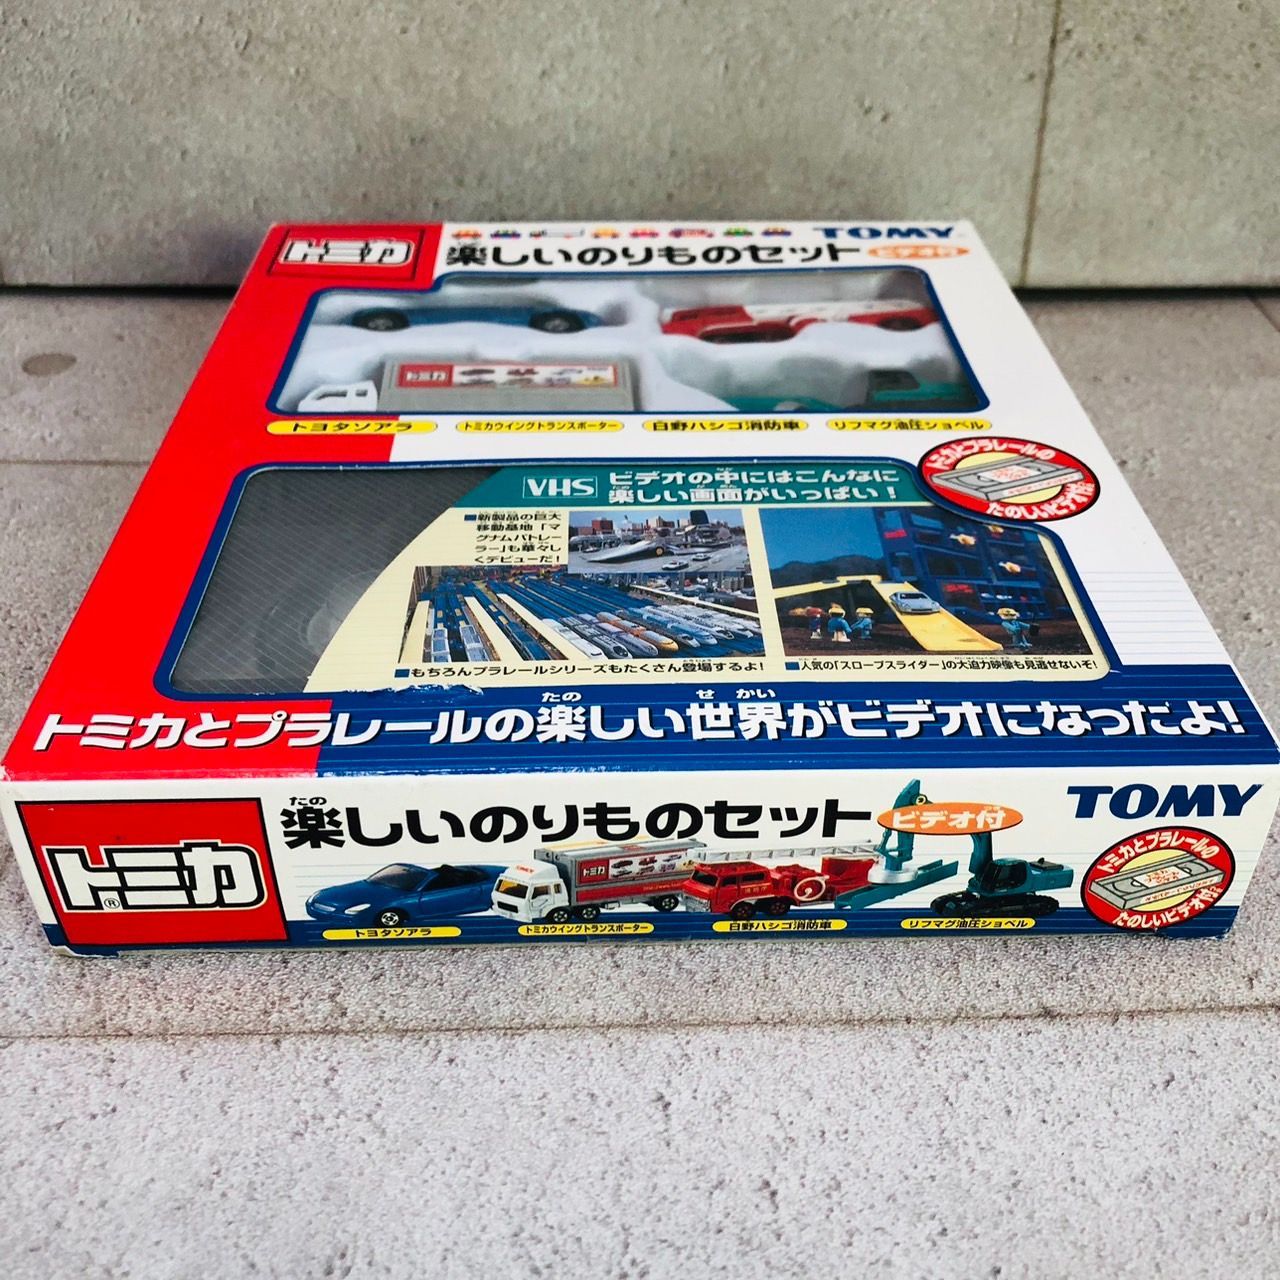 トミカ
TOMY
楽しいのりものセット
ビデオ付
トミカ
トヨタソアラ
トミカウイングトランスポーター
日野ハシゴ消防車
リフマグ油圧ショベル
トミカとプラレールの
たのしいビデオ付
VHS
ビデオの中にはこんなに
楽しい画面がいっぱい!
■新製品の巨大
移動基地「マ
グナムパトレー
ラー」も華々し
くデビューだ!
■もちろんプラレールシリーズもたくさん登場するよ!
■人気の「スロープスライダー」の大迫力映像も見逃せないぞ!
たの せかい
トミカとプラレールの楽しい世界がビデオになったよ!
トミカ®
たの
楽しいのりものセット
ビデオ付
TOMY
TOMY
トミカ
トミカとプラレールの
たのしいビデオ付
トヨタソアラ
トミカウイングトランスポーター
日野ハシゴ消防車
リフマグ油圧ショベル